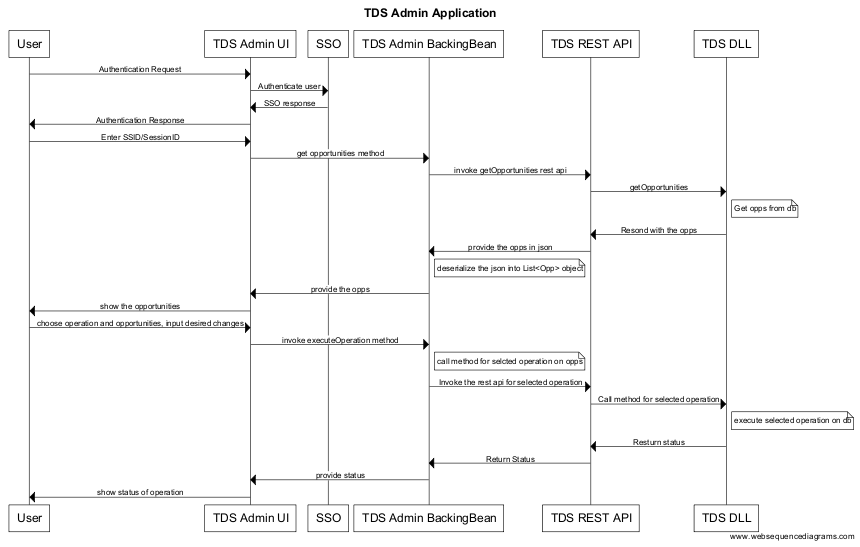 TDS Admin Application
User
TDS Admin UI
SSO
TDS Admin BackingBean
TDS REST API
TDS DLL
Authentication Request
Authenticate user
SSO response
Authentication Response
Enter SSID/SessionID
get opportunities method
invoke getOpportunities rest api
getOpportunities
Get opps from db
Resond with the opps
provide the opps in json
deserialize the json into List<Opp> object
provide the opps
show the opportunities
choose operation and opportunities, input desired changes
invoke executeOperation method
call method for selcted operation on opps
Invoke the rest api for selected operation
Call method for selected operation
execute selected operation on db
Resturn status
Return Status
provide status
show status of operation
User
TDS Admin UI
SSO
TDS Admin BackingBean
TDS REST API
TDS DLL
www.websequencediagrams.com